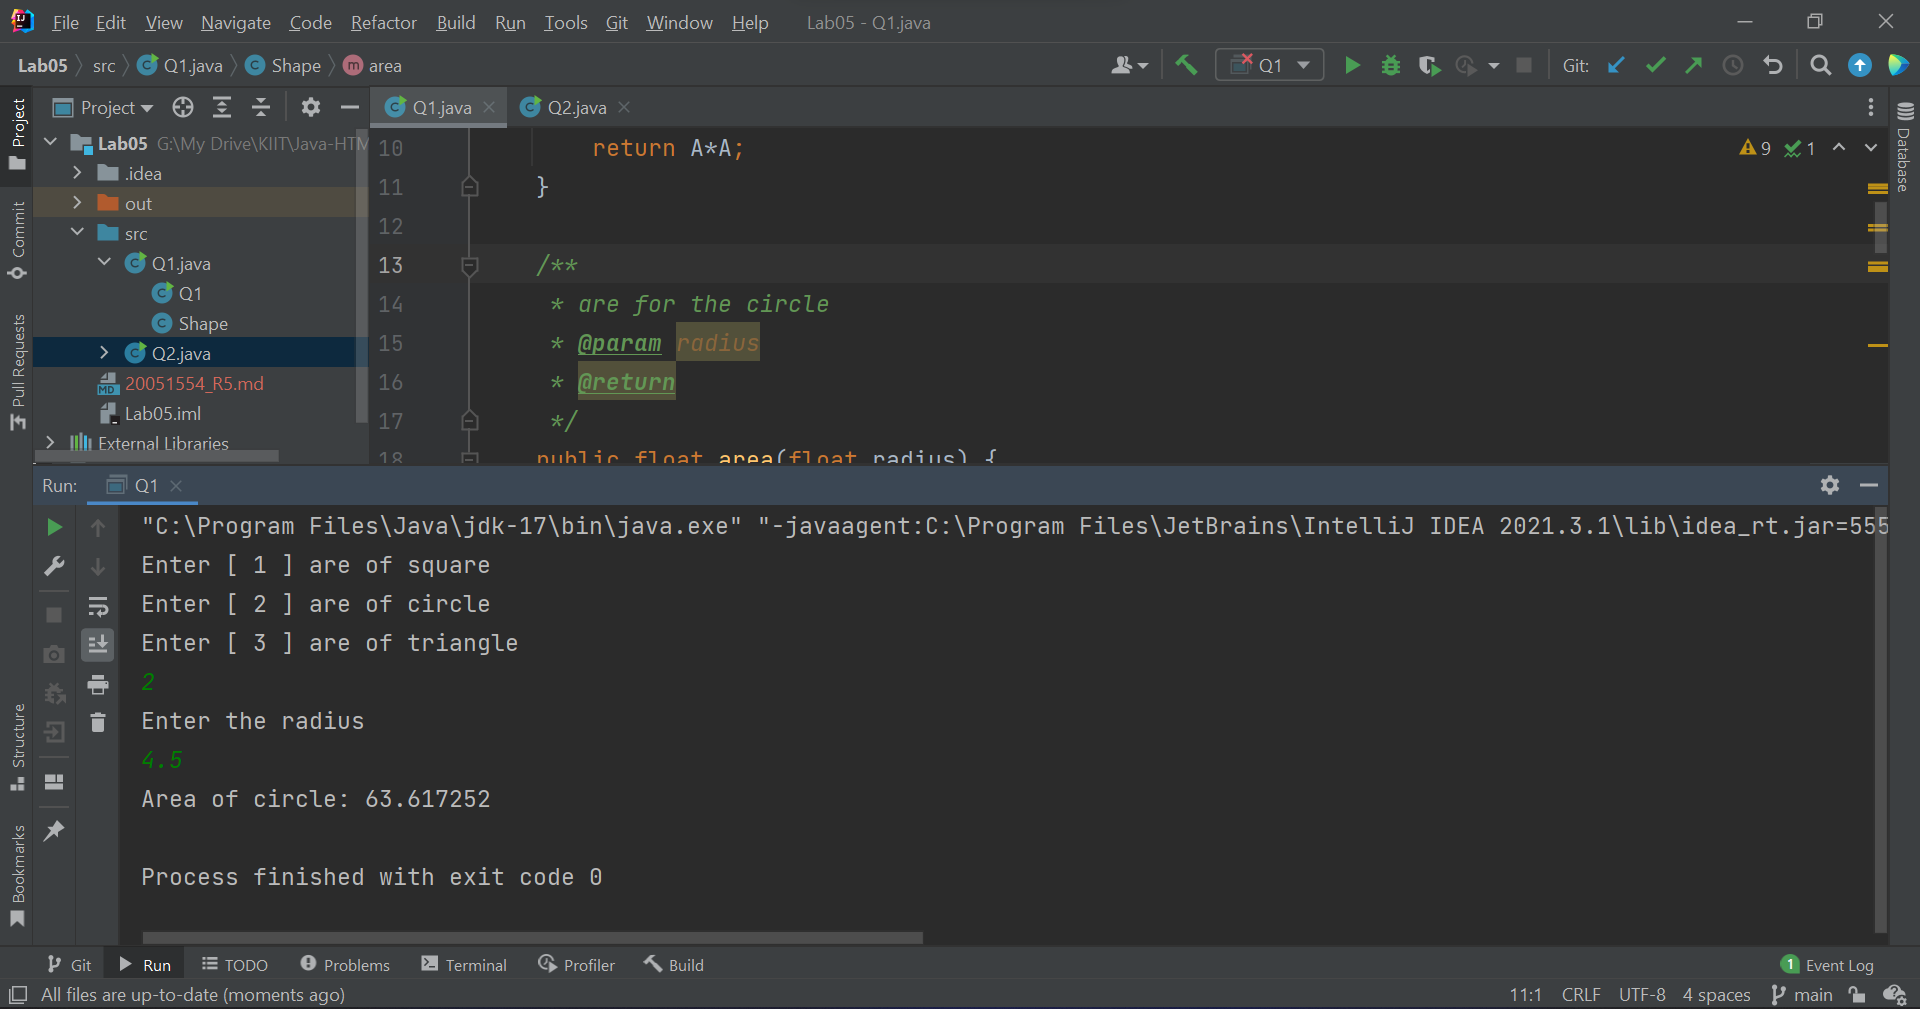 File Edit View Navigate Code Refactor Build Run Tools Git Window Help Lab05 - Q1.java
Lab05 src Q1.java Shape area Q1 Git:
Project Q1.java Q2.java
Project
Commit
Pull Requests
Structure
Bookmarks
Database
Lab05 G:\My Drive\KIIT\Java-HTM
.idea
out
src
Q1.java
Q1
Shape
Q2.java
20051554_R5.md
Lab05.iml
External Libraries
10 return A*A;
11 }
12
13 /**
14 * are for the circle
15 * @param radius
16 * @return
17 */
18 public float area(float radius) {
9 1
Run: Q1
"C:\Program Files\Java\jdk-17\bin\java.exe" "-javaagent:C:\Program Files\JetBrains\IntelliJ IDEA 2021.3.1\lib\idea_rt.jar=555
Enter [ 1 ] are of square
Enter [ 2 ] are of circle
Enter [ 3 ] are of triangle
2
Enter the radius
4.5
Area of circle: 63.617252
Process finished with exit code 0
Git Run TODO Problems Terminal Profiler Build 1 Event Log
All files are up-to-date (moments ago) 11:1 CRLF UTF-8 4 spaces main